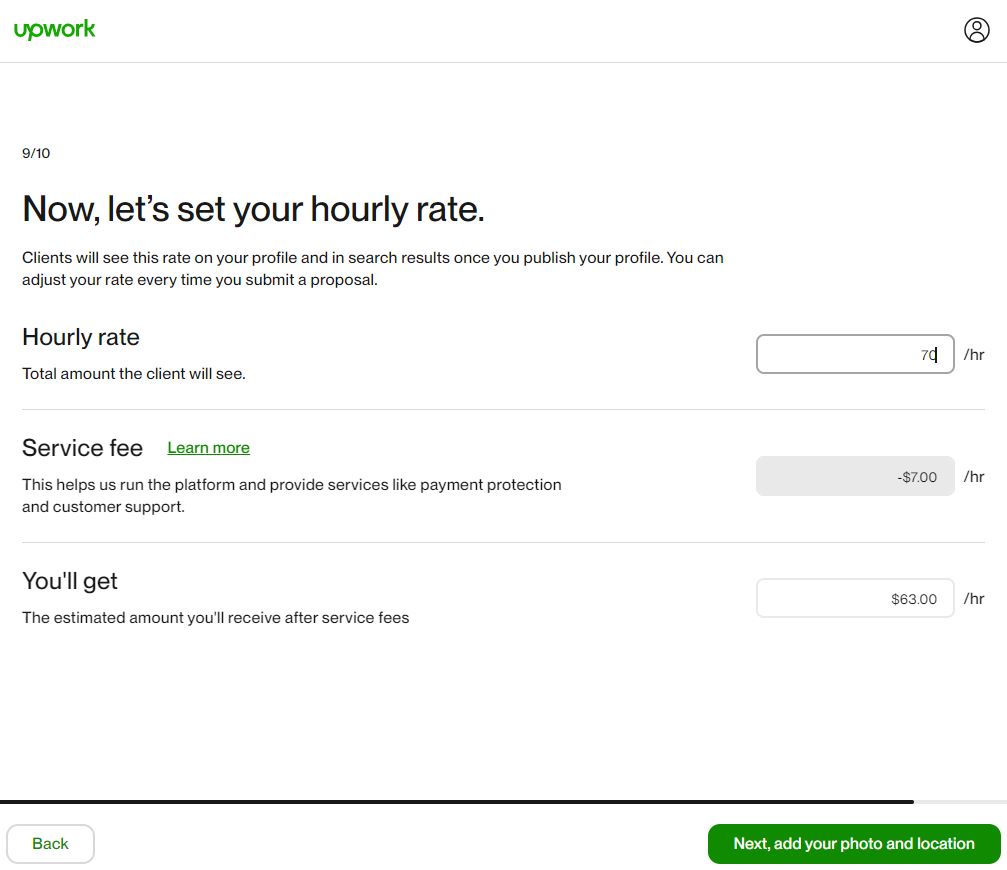 upwork
9/10
Now, let’s set your hourly rate.
Clients will see this rate on your profile and in search results once you publish your profile. You can
adjust your rate every time you submit a proposal.
Hourly rate
Total amount the client will see.
70 /hr
Service fee Learn more
This helps us run the platform and provide services like payment protection
and customer support.
-$7.00 /hr
You'll get
The estimated amount you'll receive after service fees
$63.00 /hr
Back
Next, add your photo and location